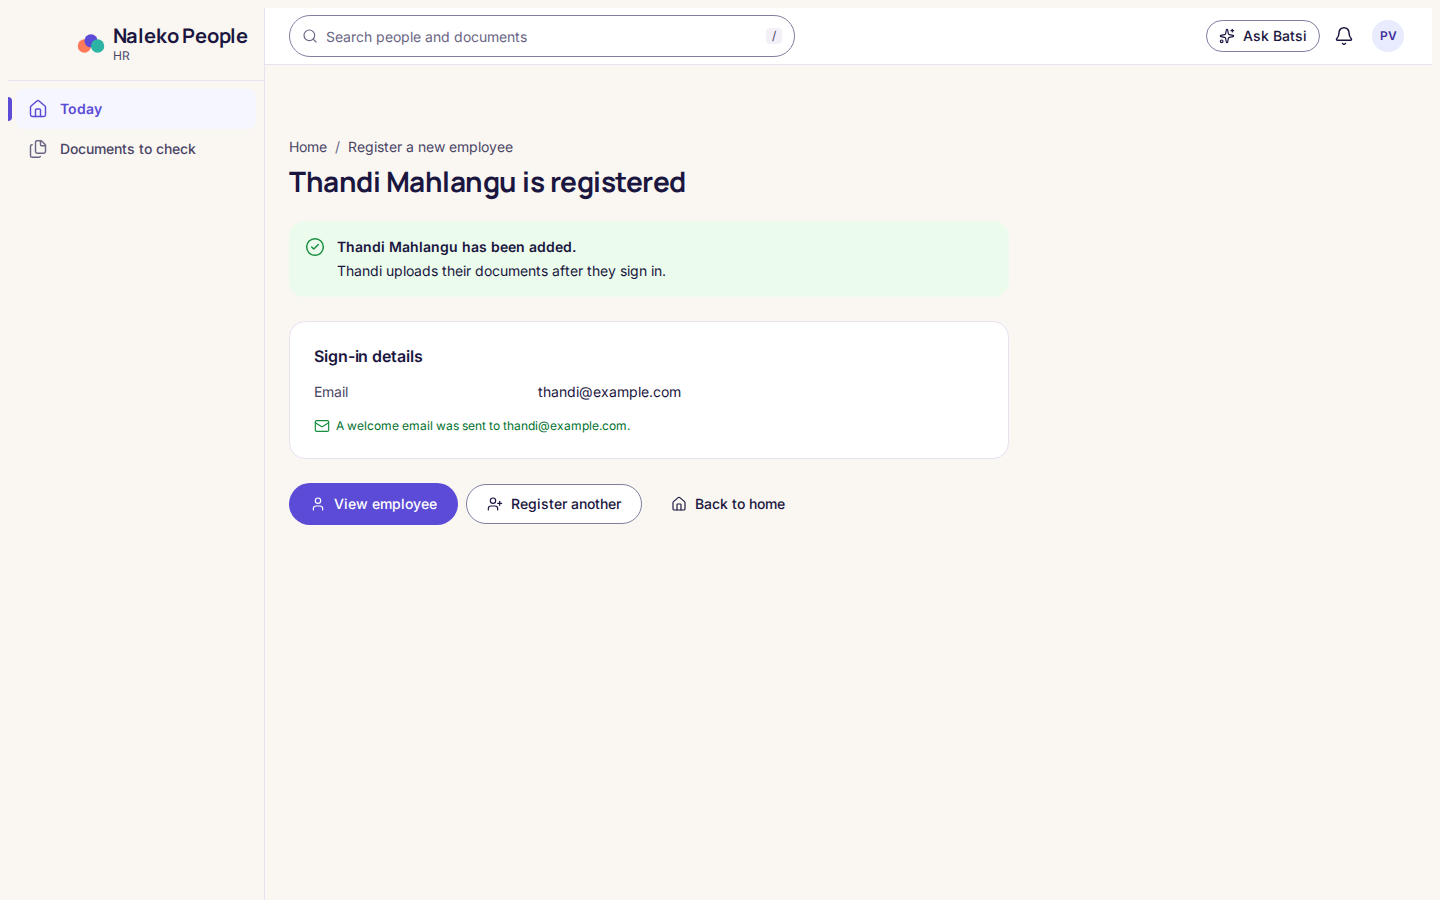 Naleko People
HR
Search people and documents /
Ask Batsi
PV
Today
Documents to check
Home / Register a new employee
Thandi Mahlangu is registered
Thandi Mahlangu has been added.
Thandi uploads their documents after they sign in.
Sign-in details
Email thandi@example.com
A welcome email was sent to thandi@example.com.
View employee
Register another
Back to home